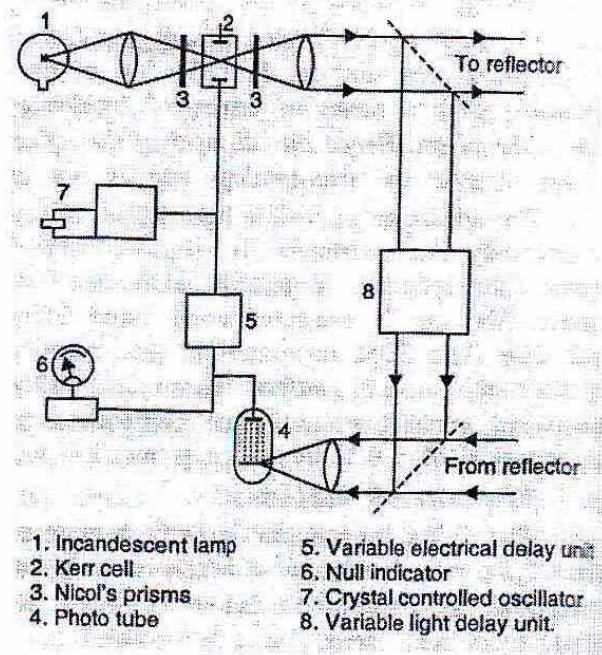 1
2
3
3
To reflector
7
5
8
6
4
From reflector
1. Incandescent lamp
2. Kerr cell
3. Nicol's prisms
4. Photo tube
5. Variable electrical delay unit
6. Null indicator
7. Crystal controlled oscillator
8. Variable light delay unit.